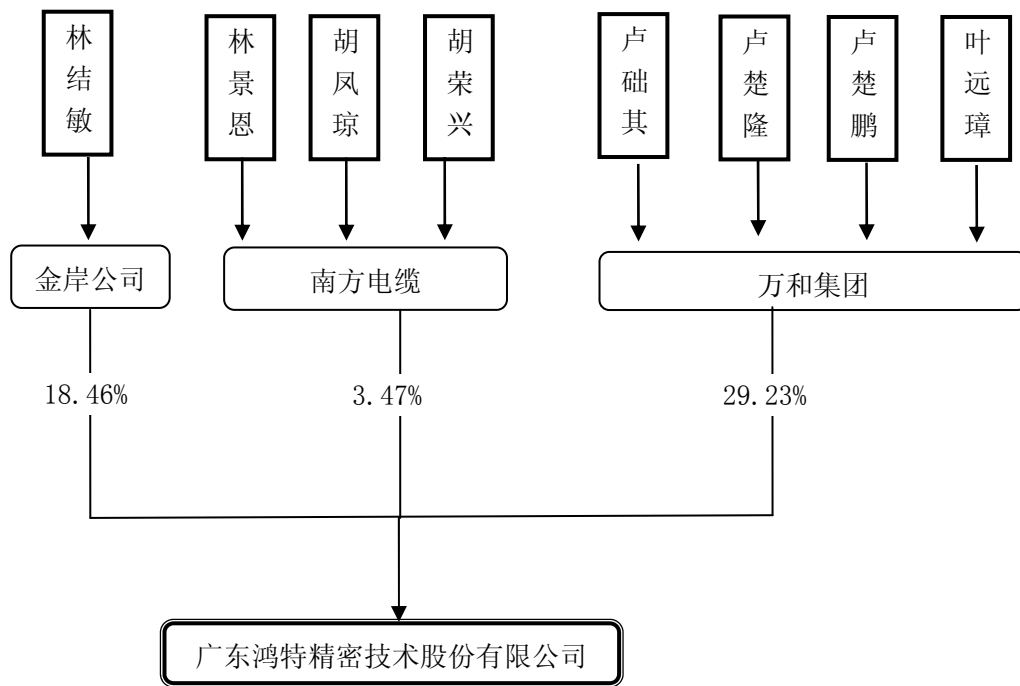 林结敏
林景恩
胡凤琼
胡荣兴
卢础其
卢楚隆
卢楚鹏
叶远璋
金岸公司
南方电缆
万和集团
18.46%
3.47%
29.23%
广东鸿特精密技术股份有限公司